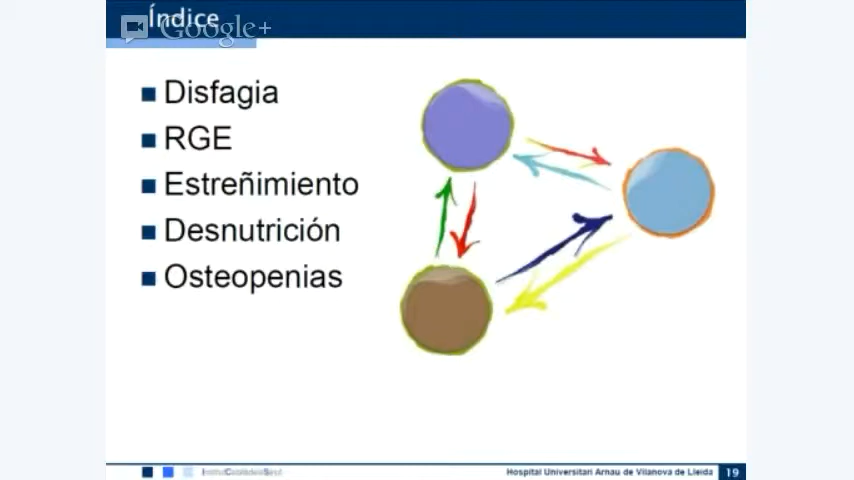 Índice
Google+
Disfagia
RGE
Estreñimiento
Desnutrición
Osteopenias
Hospital Universitari Arnau de Vilanova de Lleida
19